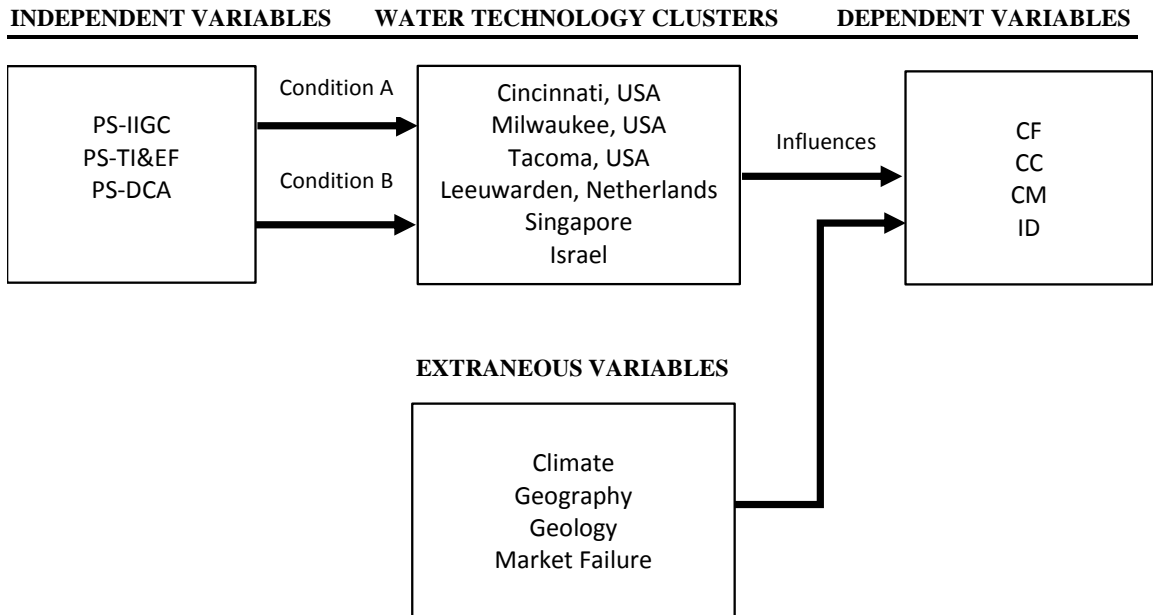 INDEPENDENT VARIABLES WATER TECHNOLOGY CLUSTERS DEPENDENT VARIABLES
PS-IIGC
PS-TI&EF
PS-DCA
Condition A
Condition B
Cincinnati, USA
Milwaukee, USA
Tacoma, USA
Leeuwarden, Netherlands
Singapore
Israel
Influences
CF
CC
CM
ID
EXTRANEOUS VARIABLES
Climate
Geography
Geology
Market Failure